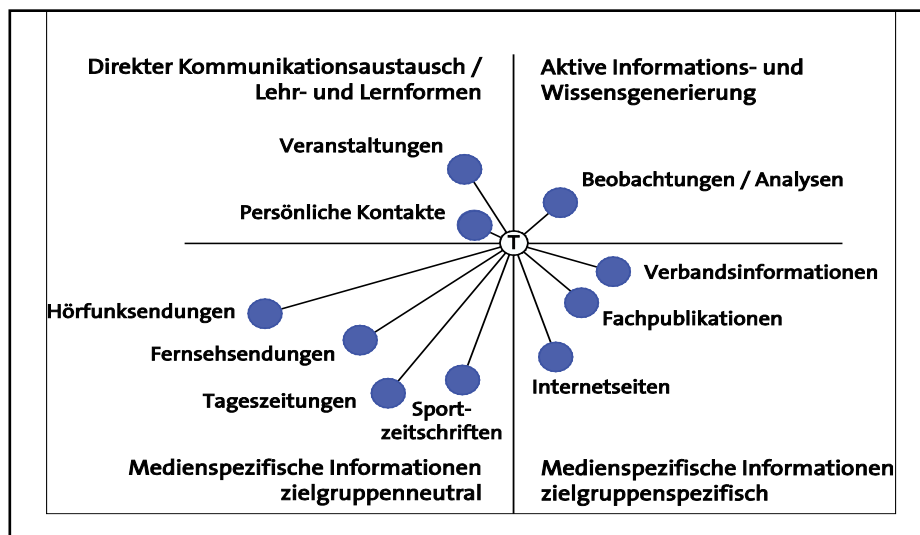 Direkter Kommunikationsaustausch /
Lehr- und Lernformen
Aktive Informations- und
Wissensgenerierung
Veranstaltungen
Beobachtungen / Analysen
Persönliche Kontakte
T
Verbandsinformationen
Hörfunksendungen
Fachpublikationen
Fernsehsendungen
Internetseiten
Tageszeitungen
Sport-
zeitschriften
Medienspezifische Informationen
zielgruppenneutral
Medienspezifische Informationen
zielgruppenspezifisch